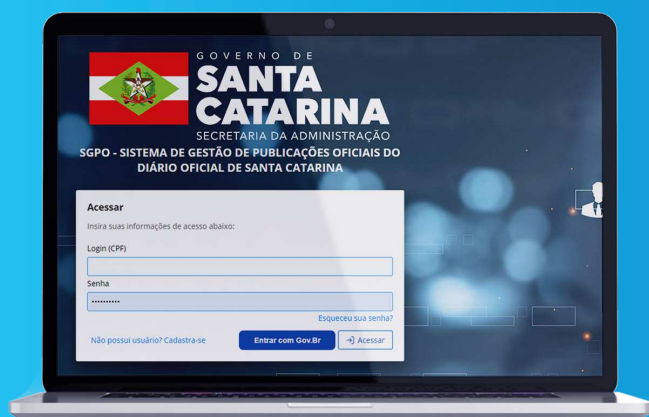 GOVERNO DE
SANTA
CATARINA
SECRETARIA DA ADMINISTRAÇÃO
SGPO - SISTEMA DE GESTÃO DE PUBLICAÇÕES OFICIAIS DO
DIÁRIO OFICIAL DE SANTA CATARINA
Acessar
Insira suas informações de acesso abaixo:
Login (CPF)
Senha
••••••••••
Esqueceu sua senha?
Não possui usuário? Cadastra-se
Entrar com Gov.Br
Acessar